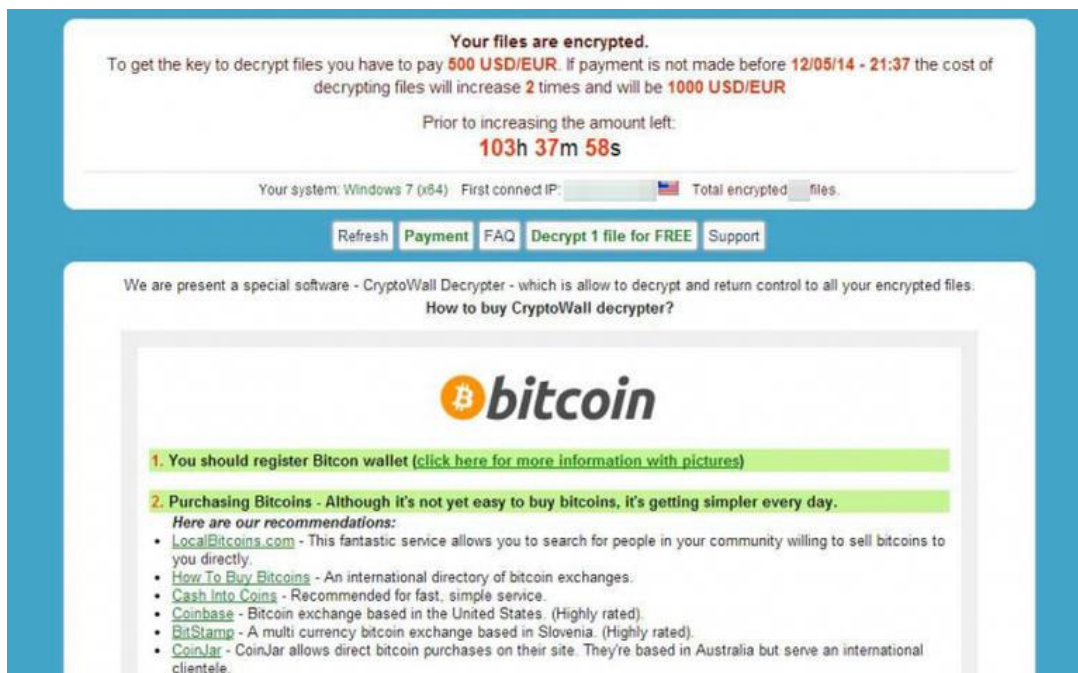 Your files are encrypted.
To get the key to decrypt files you have to pay 500 USD/EUR. If payment is not made before 12/05/14 - 21:37 the cost of
decrypting files will increase 2 times and will be 1000 USD/EUR
Prior to increasing the amount left:
103h 37m 58s
Your system: Windows 7 (x64) First connect IP: Total encrypted files.
Refresh Payment FAQ Decrypt 1 file for FREE Support
We are present a special software - CryptoWall Decrypter - which is allow to decrypt and return control to all your encrypted files.
How to buy CryptoWall decrypter?
bitcoin
1. You should register Bitcon wallet (click here for more information with pictures)
2. Purchasing Bitcoins - Although it's not yet easy to buy bitcoins, it's getting simpler every day.
Here are our recommendations:
• LocalBitcoins.com - This fantastic service allows you to search for people in your community willing to sell bitcoins to
you directly.
• How To Buy Bitcoins - An international directory of bitcoin exchanges.
• Cash Into Coins - Recommended for fast, simple service.
• Coinbase - Bitcoin exchange based in the United States. (Highly rated).
• BitStamp - A multi currency bitcoin exchange based in Slovenia. (Highly rated).
• CoinJar - CoinJar allows direct bitcoin purchases on their site. They're based in Australia but serve an international
clientele.